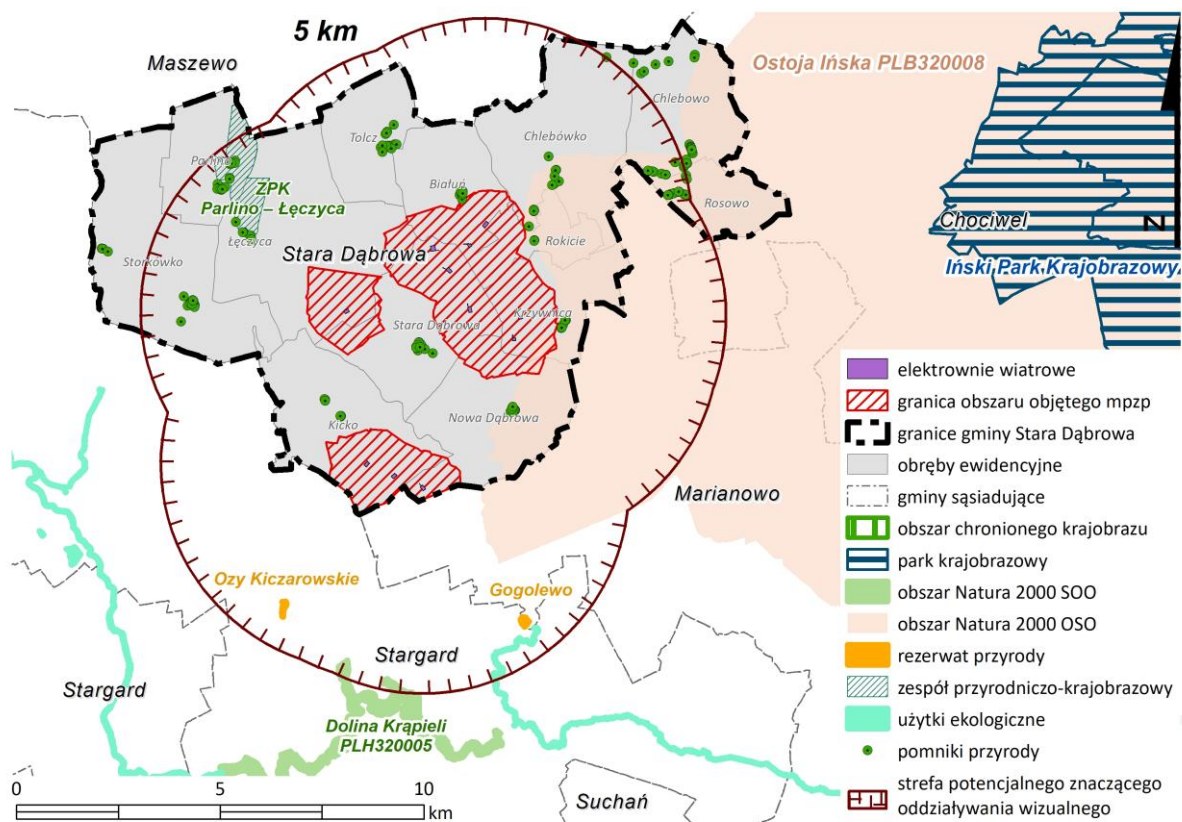 5 km
Maszewo
Ostoja Ińska PLB320008
Chlebowo
Tolcz
Chlebówko
Parlino
ZPK
Parlino – Łęczyca
Białuń
Rosowo
Chociwel
N
Łęczyca
Stara Dąbrowa
Rokicie
Storkówko
Iński Park Krajobrazowy
Stara Dąbrowa
Krzywnica
Kicko
Nowa Dąbrowa
Marianowo
Ozy Kiczarowskie
Gogolewo
Stargard
Stargard
Dolina Krąpieli
PLH320005
Suchań
0 5 10
km
elektrownie wiatrowe
granica obszaru objętego mpzp
granice gminy Stara Dąbrowa
obręby ewidencyjne
gminy sąsiadujące
obszar chronionego krajobrazu
park krajobrazowy
obszar Natura 2000 SOO
obszar Natura 2000 OSO
rezerwat przyrody
zespół przyrodniczo-krajobrazowy
użytki ekologiczne
pomniki przyrody
strefa potencjalnego znaczącego
oddziaływania wizualnego